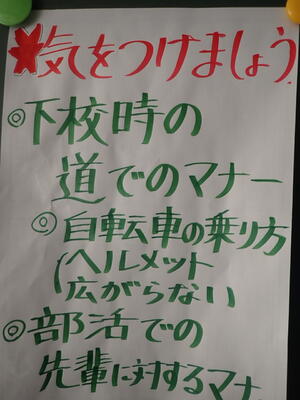 気をつけましょう
◎下校時の
道でのマナー
◎自転車の乗り方
(ヘルメット
広がらない
◎部活での
先輩に対するマナ